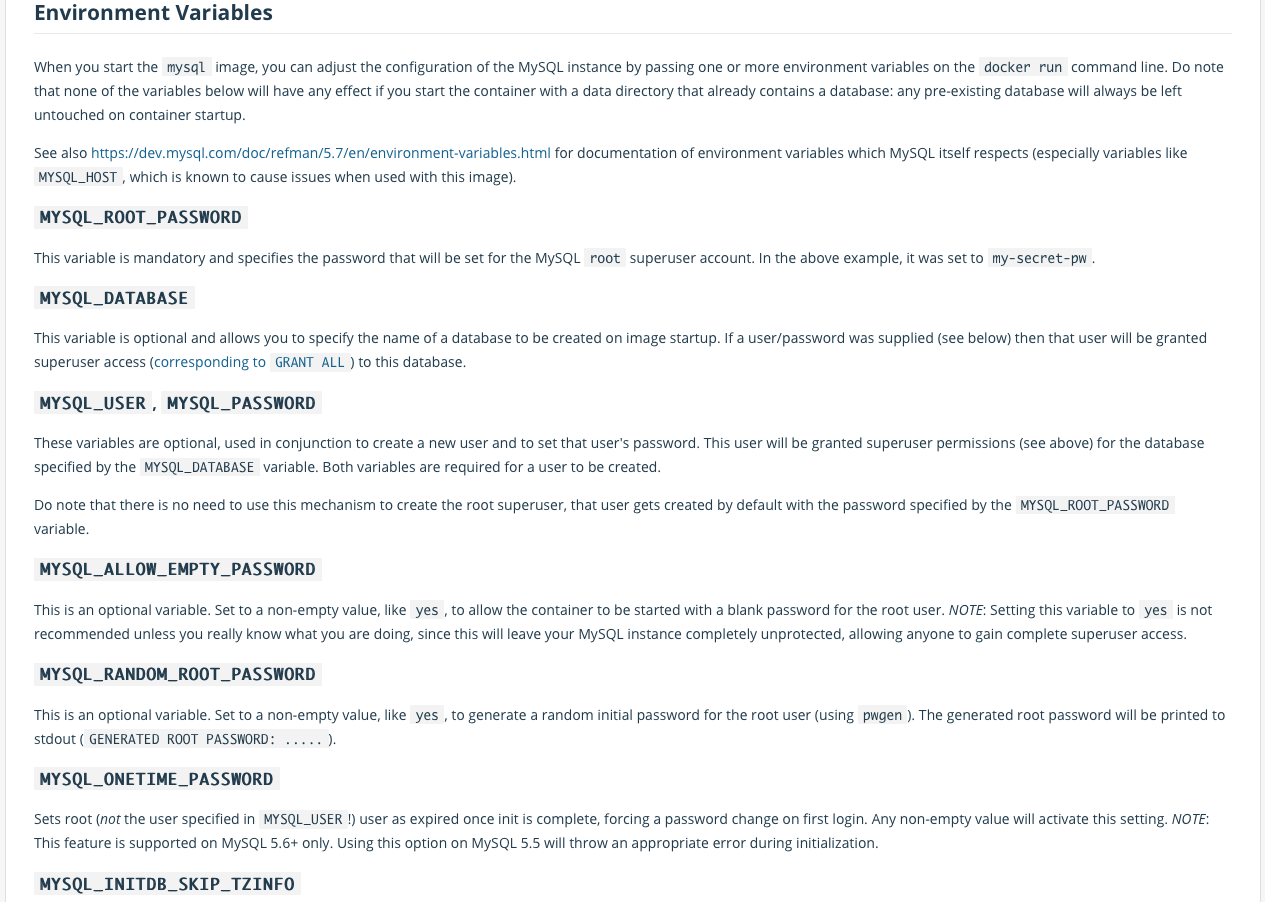 Environment Variables
When you start the mysql image, you can adjust the configuration of the MySQL instance by passing one or more environment variables on the docker run command line. Do note
that none of the variables below will have any effect if you start the container with a data directory that already contains a database: any pre-existing database will always be left
untouched on container startup.
See also https://dev.mysql.com/doc/refman/5.7/en/environment-variables.html for documentation of environment variables which MySQL itself respects (especially variables like
MYSQL_HOST , which is known to cause issues when used with this image).
MYSQL_ROOT_PASSWORD
This variable is mandatory and specifies the password that will be set for the MySQL root superuser account. In the above example, it was set to my-secret-pw .
MYSQL_DATABASE
This variable is optional and allows you to specify the name of a database to be created on image startup. If a user/password was supplied (see below) then that user will be granted
superuser access (corresponding to GRANT ALL ) to this database.
MYSQL_USER , MYSQL_PASSWORD
These variables are optional, used in conjunction to create a new user and to set that user's password. This user will be granted superuser permissions (see above) for the database
specified by the MYSQL_DATABASE variable. Both variables are required for a user to be created.
Do note that there is no need to use this mechanism to create the root superuser, that user gets created by default with the password specified by the MYSQL_ROOT_PASSWORD
variable.
MYSQL_ALLOW_EMPTY_PASSWORD
This is an optional variable. Set to a non-empty value, like yes , to allow the container to be started with a blank password for the root user. NOTE: Setting this variable to yes is not
recommended unless you really know what you are doing, since this will leave your MySQL instance completely unprotected, allowing anyone to gain complete superuser access.
MYSQL_RANDOM_ROOT_PASSWORD
This is an optional variable. Set to a non-empty value, like yes , to generate a random initial password for the root user (using pwgen ). The generated root password will be printed to
stdout ( GENERATED ROOT PASSWORD: ..... ).
MYSQL_ONETIME_PASSWORD
Sets root (not the user specified in MYSQL_USER !) user as expired once init is complete, forcing a password change on first login. Any non-empty value will activate this setting. NOTE:
This feature is supported on MySQL 5.6+ only. Using this option on MySQL 5.5 will throw an appropriate error during initialization.
MYSQL_INITDB_SKIP_TZINFO